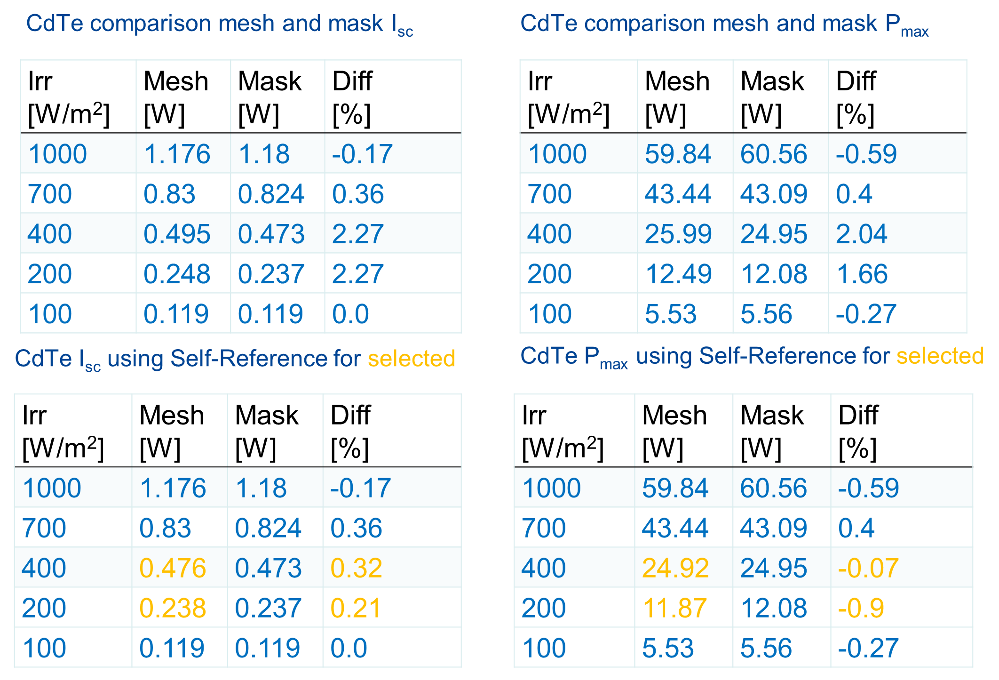 CdTe comparison mesh and mask Isc
Irr [W/m²] Mesh [W] Mask [W] Diff [%]
1000 1.176 1.18 -0.17
700 0.83 0.824 0.36
400 0.495 0.473 2.27
200 0.248 0.237 2.27
100 0.119 0.119 0.0
CdTe comparison mesh and mask Pmax
Irr [W/m²] Mesh [W] Mask [W] Diff [%]
1000 59.84 60.56 -0.59
700 43.44 43.09 0.4
400 25.99 24.95 2.04
200 12.49 12.08 1.66
100 5.53 5.56 -0.27
CdTe Isc using Self-Reference for selected
Irr [W/m²] Mesh [W] Mask [W] Diff [%]
1000 1.176 1.18 -0.17
700 0.83 0.824 0.36
400 0.476 0.473 0.32
200 0.238 0.237 0.21
100 0.119 0.119 0.0
CdTe Pmax using Self-Reference for selected
Irr [W/m²] Mesh [W] Mask [W] Diff [%]
1000 59.84 60.56 -0.59
700 43.44 43.09 0.4
400 24.92 24.95 -0.07
200 11.87 12.08 -0.9
100 5.53 5.56 -0.27